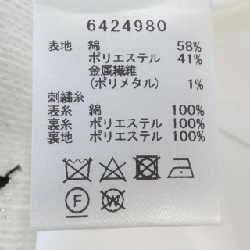 6424980
表地 綿 58%
ポリエステル 41%
金属繊維
(ポリメタル) 1%
刺繍糸
表糸 綿 100%
裏糸 ポリエステル 100%
裏地 ポリエステル 100%
F W